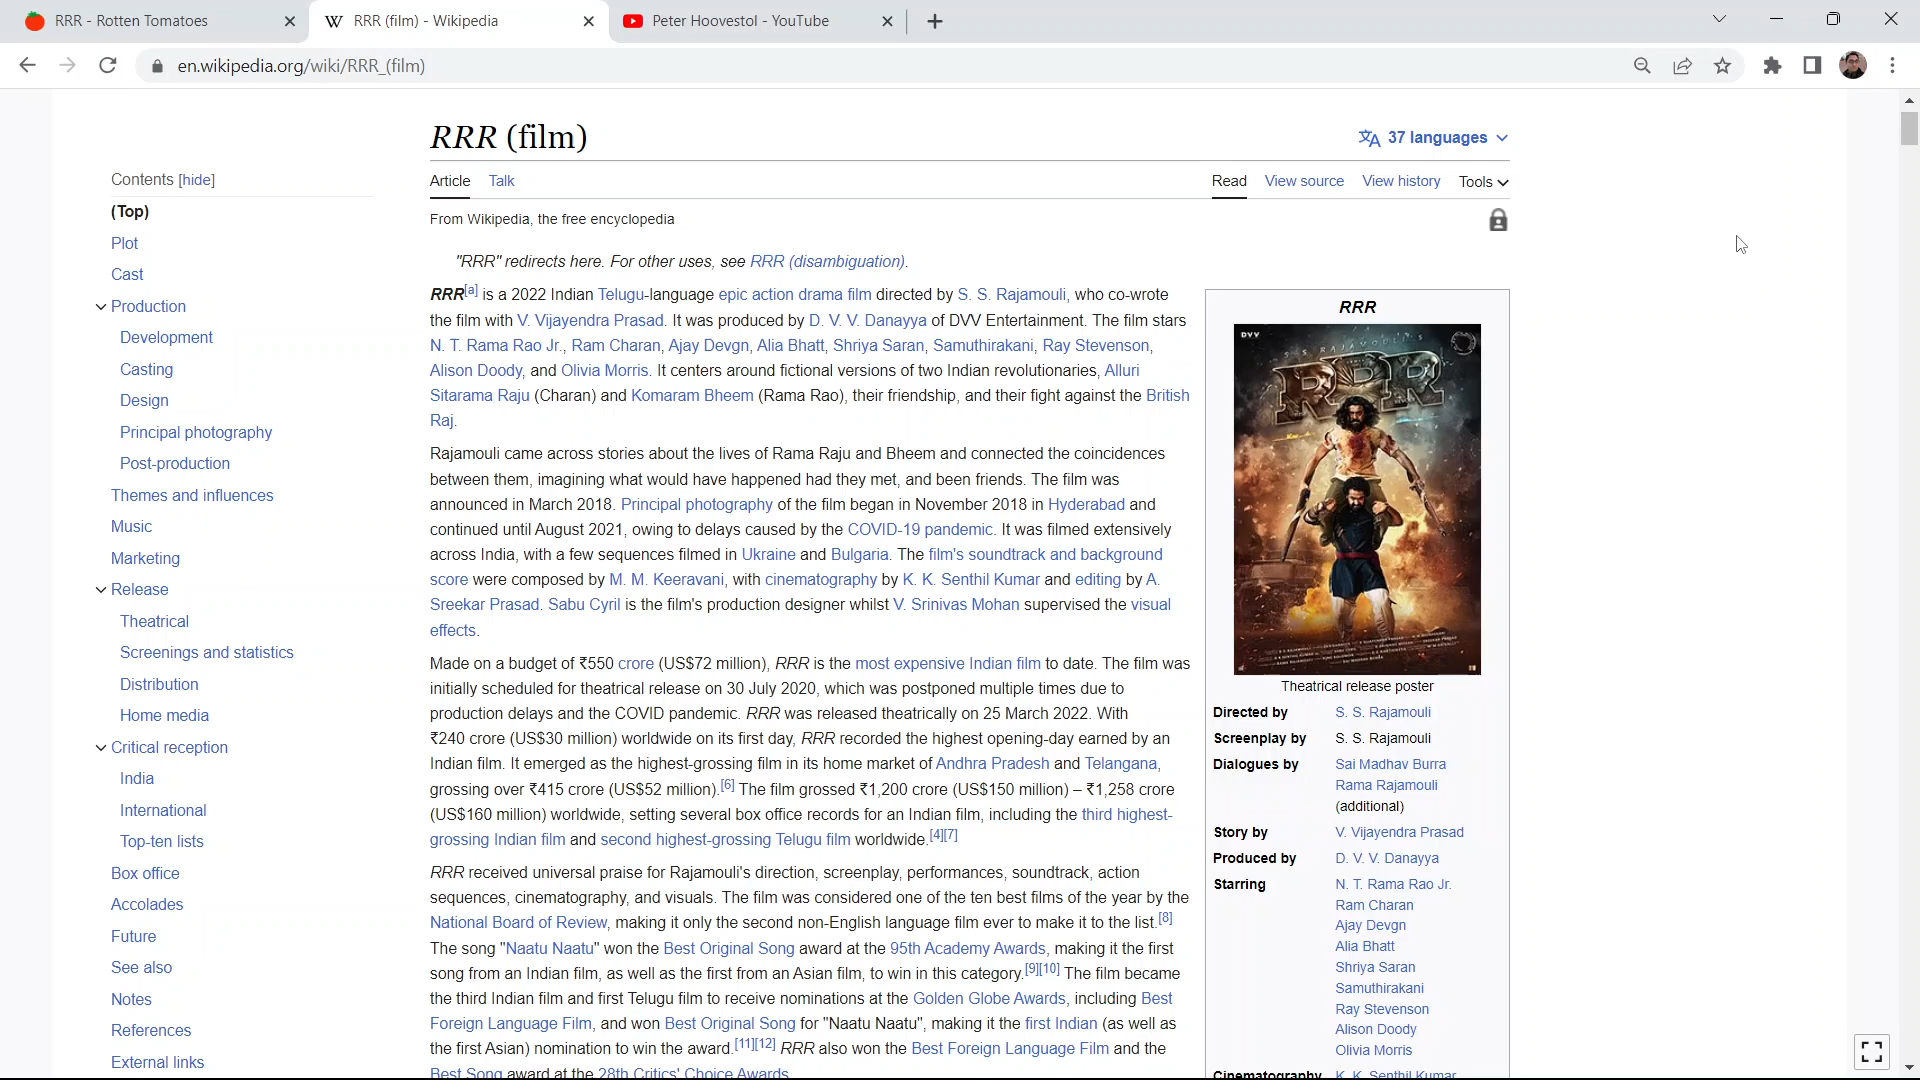 RRR - Rotten Tomatoes
RRR (film) - Wikipedia
Peter Hoovestol - YouTube
en.wikipedia.org/wiki/RRR_(film)
RRR (film)
37 languages
Article Talk
Read View source View history Tools
From Wikipedia, the free encyclopedia
Contents [hide]
(Top)
Plot
Cast
Production
Development
Casting
Design
Principal photography
Post-production
Themes and influences
Music
Marketing
Release
Theatrical
Screenings and statistics
Distribution
Home media
Critical reception
India
International
Top-ten lists
Box office
Accolades
Future
See also
Notes
References
External links
"RRR" redirects here. For other uses, see RRR (disambiguation).
RRR[a] is a 2022 Indian Telugu-language epic action drama film directed by S. S. Rajamouli, who co-wrote
the film with V. Vijayendra Prasad. It was produced by D. V. V. Danayya of DVV Entertainment. The film stars
N. T. Rama Rao Jr., Ram Charan, Ajay Devgn, Alia Bhatt, Shriya Saran, Samuthirakani, Ray Stevenson,
Alison Doody, and Olivia Morris. It centers around fictional versions of two Indian revolutionaries, Alluri
Sitarama Raju (Charan) and Komaram Bheem (Rama Rao), their friendship, and their fight against the British
Raj.
Rajamouli came across stories about the lives of Rama Raju and Bheem and connected the coincidences
between them, imagining what would have happened had they met, and been friends. The film was
announced in March 2018. Principal photography of the film began in November 2018 in Hyderabad and
continued until August 2021, owing to delays caused by the COVID-19 pandemic. It was filmed extensively
across India, with a few sequences filmed in Ukraine and Bulgaria. The film's soundtrack and background
score were composed by M. M. Keeravani, with cinematography by K. K. Senthil Kumar and editing by A.
Sreekar Prasad. Sabu Cyril is the film's production designer whilst V. Srinivas Mohan supervised the visual
effects.
Made on a budget of ₹550 crore (US$72 million), RRR is the most expensive Indian film to date. The film was
initially scheduled for theatrical release on 30 July 2020, which was postponed multiple times due to
production delays and the COVID pandemic. RRR was released theatrically on 25 March 2022. With
₹240 crore (US$30 million) worldwide on its first day, RRR recorded the highest opening-day earned by an
Indian film. It emerged as the highest-grossing film in its home market of Andhra Pradesh and Telangana,
grossing over ₹415 crore (US$52 million).[6] The film grossed ₹1,200 crore (US$150 million) – ₹1,258 crore
(US$160 million) worldwide, setting several box office records for an Indian film, including the third highest-
grossing Indian film and second highest-grossing Telugu film worldwide.[4][7]
RRR received universal praise for Rajamouli's direction, screenplay, performances, soundtrack, action
sequences, cinematography, and visuals. The film was considered one of the ten best films of the year by the
National Board of Review, making it only the second non-English language film ever to make it to the list.[8]
The song "Naatu Naatu" won the Best Original Song award at the 95th Academy Awards, making it the first
song from an Indian film, as well as the first from an Asian film, to win in this category.[9][10] The film became
the third Indian film and first Telugu film to receive nominations at the Golden Globe Awards, including Best
Foreign Language Film, and won Best Original Song for "Naatu Naatu", making it the first Indian (as well as
the first Asian) nomination to win the award.[11][12] RRR also won the Best Foreign Language Film and the
Best Song award at the 28th Critics' Choice Awards.
RRR
DVV
S S RAJAMOULI'S
RRR
Theatrical release poster
Directed by S. S. Rajamouli
Screenplay by S. S. Rajamouli
Dialogues by Sai Madhav Burra
Rama Rajamouli
(additional)
Story by V. Vijayendra Prasad
Produced by D. V. V. Danayya
Starring N. T. Rama Rao Jr.
Ram Charan
Ajay Devgn
Alia Bhatt
Shriya Saran
Samuthirakani
Ray Stevenson
Alison Doody
Olivia Morris
Cinematography K. K. Senthil Kumar